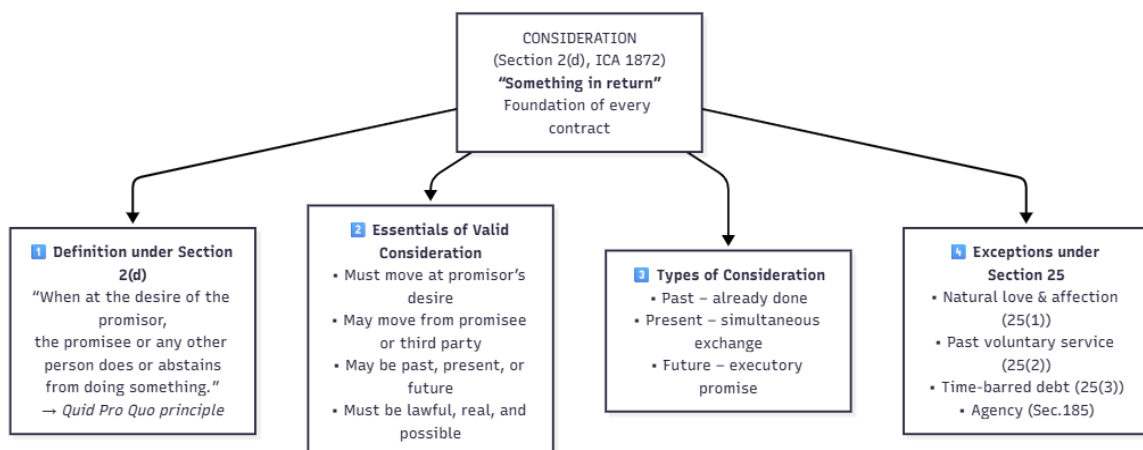 CONSIDERATION
(Section 2(d), ICA 1872)
“Something in return”
Foundation of every
contract
1 Definition under Section
2(d)
“When at the desire of the
promisor,
the promisee or any other
person does or abstains
from doing something.”
→ Quid Pro Quo principle
2 Essentials of Valid
Consideration
▪ Must move at promisor’s
desire
▪ May move from promisee
or third party
▪ May be past, present, or
future
▪ Must be lawful, real, and
possible
3 Types of Consideration
▪ Past – already done
▪ Present – simultaneous
exchange
▪ Future – executory
promise
4 Exceptions under
Section 25
▪ Natural love & affection
(25(1))
▪ Past voluntary service
(25(2))
▪ Time-barred debt (25(3))
▪ Agency (Sec.185)